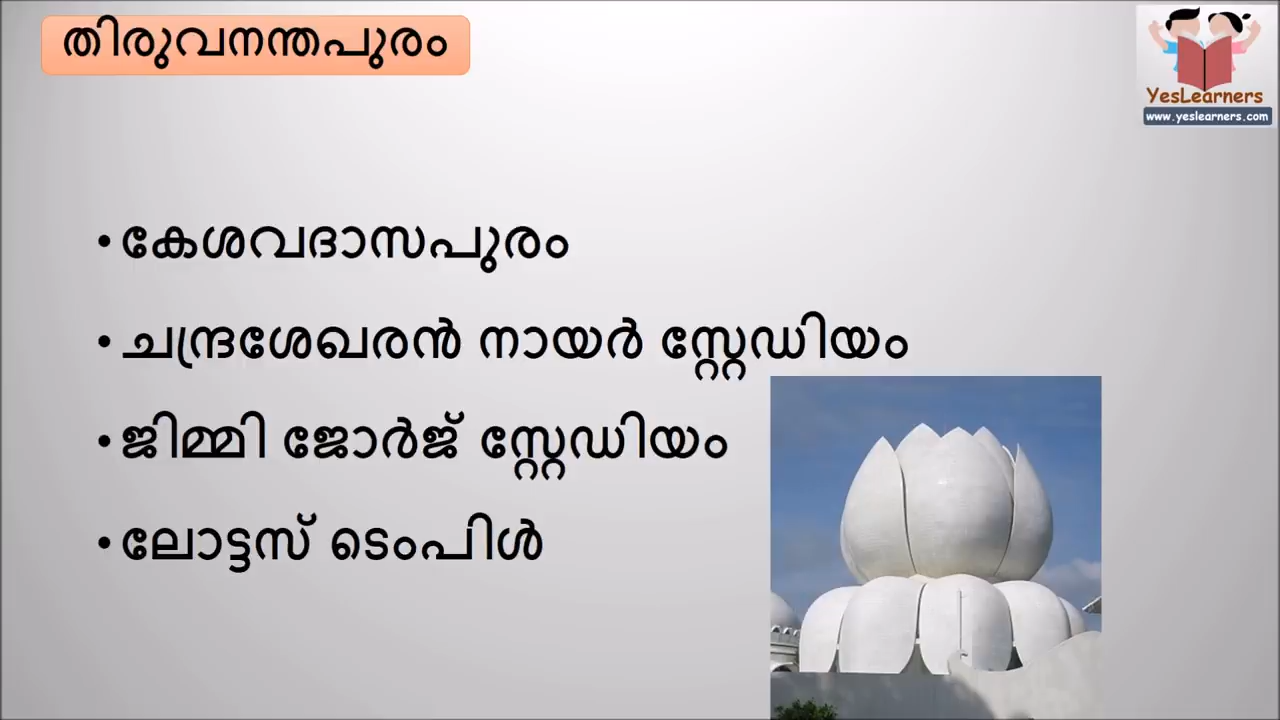 തിരുവനന്തപുരം
YesLearners
www.yeslearners.com
•കേശവദാസപുരം
•ചന്ദ്രശേഖരൻ നായർ സ്റ്റേഡിയം
•ജിമ്മി ജോർജ് സ്റ്റേഡിയം
•ലോട്ടസ് ടെംപിൾ